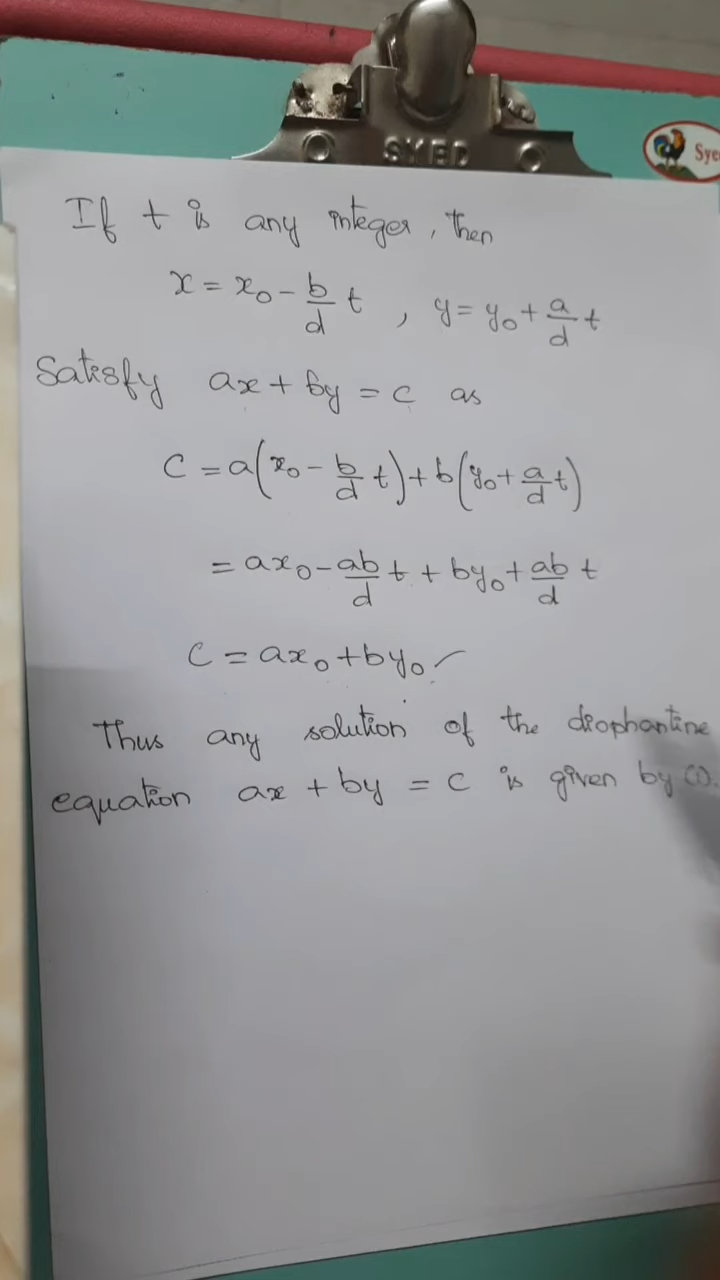 SYED
Sye
If t is any integer, then
x = x₀ - b/d t , y = y₀ + a/d t
Satisfy ax + by = c as
C = a(x₀ - b/d t) + b(y₀ + a/d t)
= ax₀ - ab/d t + by₀ + ab/d t
C = ax₀ + by₀ ✓
Thus any solution of the diophantine
equation ax + by = c is given by (1).